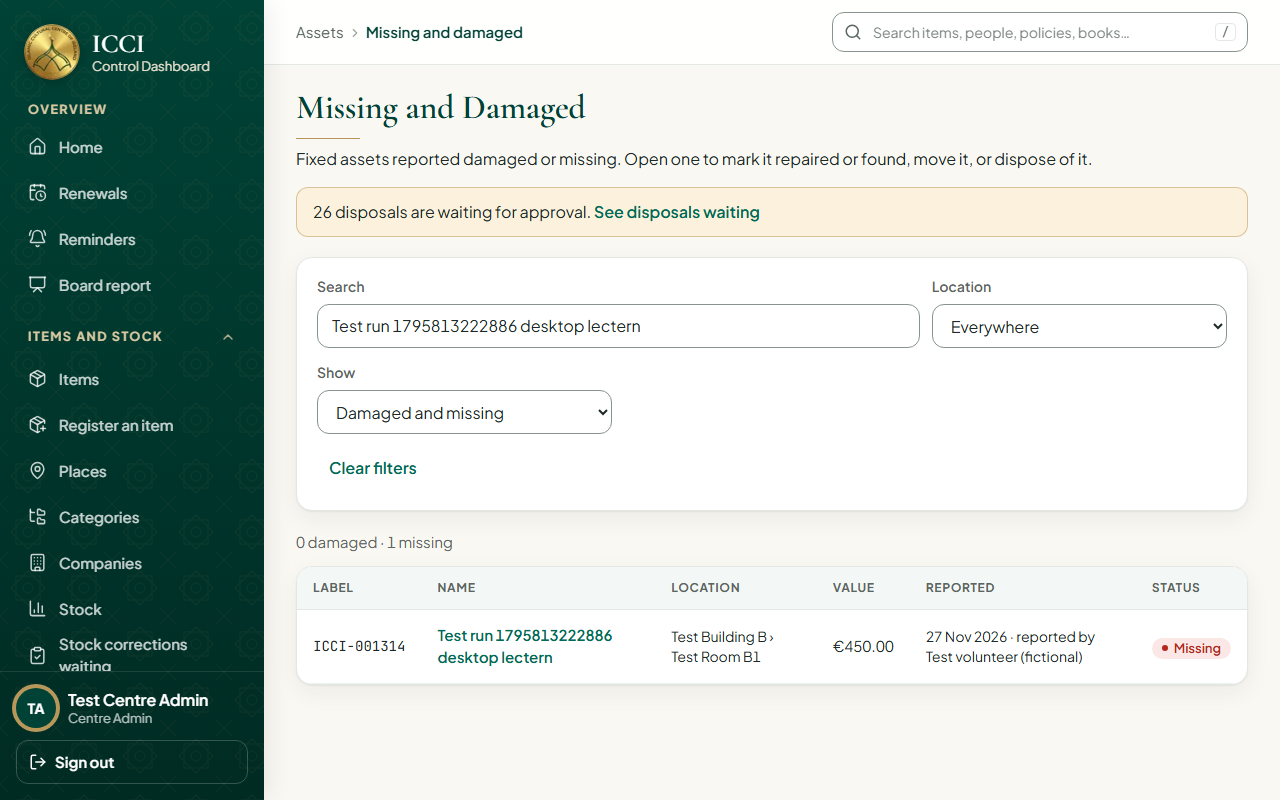 ICCI
Control Dashboard
OVERVIEW
Home
Renewals
Reminders
Board report
ITEMS AND STOCK
Items
Register an item
Places
Categories
Companies
Stock
Stock corrections
waiting
TA
Test Centre Admin
Centre Admin
Sign out
Assets › Missing and damaged
Search items, people, policies, books…
/
Missing and Damaged
Fixed assets reported damaged or missing. Open one to mark it repaired or found, move it, or dispose of it.
26 disposals are waiting for approval. See disposals waiting
Search
Test run 1795813222886 desktop lectern
Location
Everywhere
Show
Damaged and missing
Clear filters
0 damaged · 1 missing
LABEL NAME LOCATION VALUE REPORTED STATUS
ICCI-001314
Test run 1795813222886
desktop lectern
Test Building B ›
Test Room B1
€450.00
27 Nov 2026 · reported by
Test volunteer (fictional)
Missing